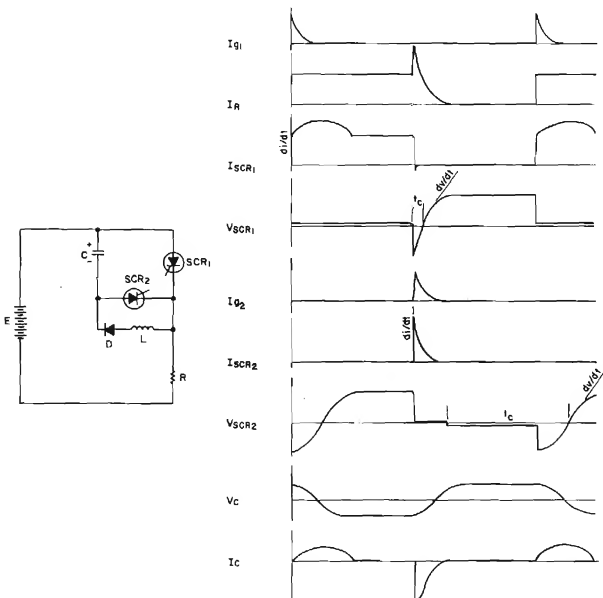 Ig1
IR
di/dt
ISCR1
tc
dv/dt
VSCR1
Ig2
di/dt
ISCR2
dv/dt
tc
VSCR2
VC
IC
+
C
-
SCR1
SCR2
E
D
L
R